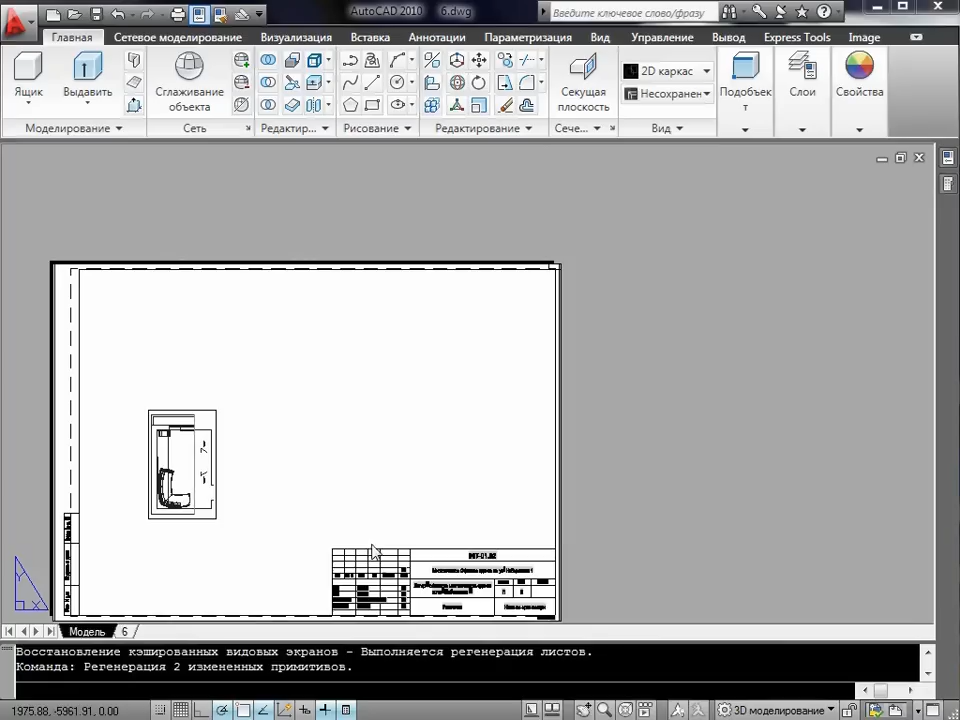 AutoCAD 2010 6.dwg
Введите ключевое слово/фразу
Главная Сетевое моделирование Визуализация Вставка Аннотации Параметризация Вид Управление Вывод Express Tools Image
Ящик Выдавить Сглаживание объекта
Секущая плоскость
2D каркас
Несохранен
Подобъек т
Слои
Свойства
Моделирование Сеть Редактир... Рисование Редактирование Сече... Вид
Модель 6
Восстановление кэшированных видовых экранов - Выполняется регенерация листов.
Команда: Регенерация 2 измененных примитивов.
1975.88, -5961.91, 0.00
3D моделирование